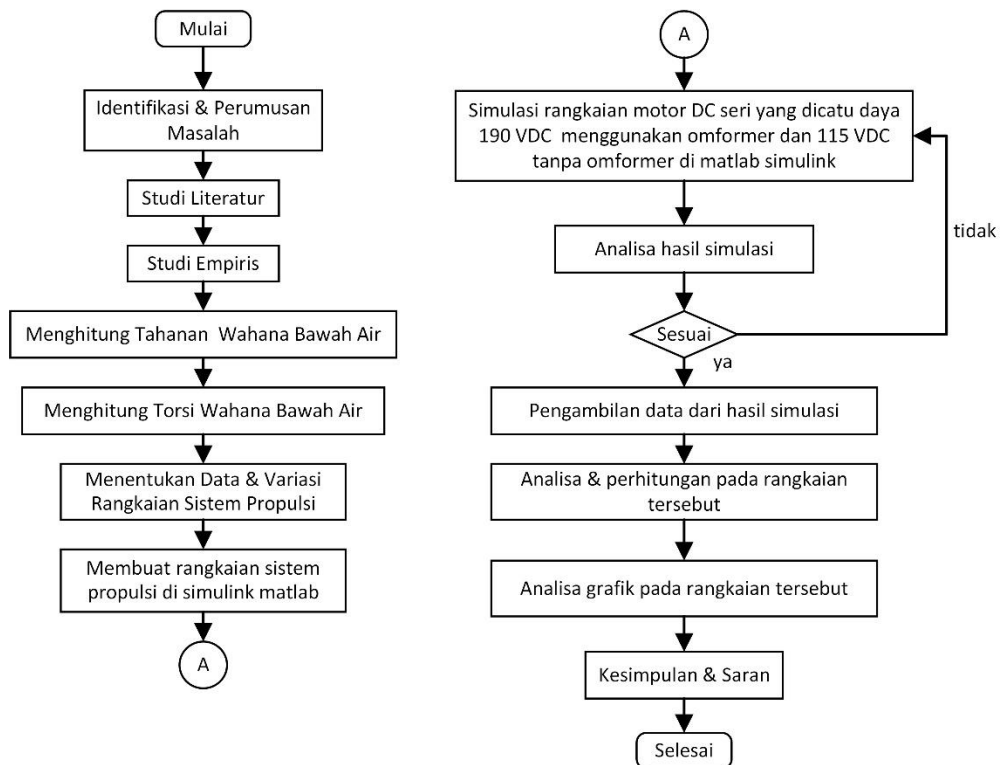 Mulai
Identifikasi & Perumusan
Masalah
Studi Literatur
Studi Empiris
Menghitung Tahanan Wahana Bawah Air
Menghitung Torsi Wahana Bawah Air
Menentukan Data & Variasi
Rangkaian Sistem Propulsi
Membuat rangkaian sistem
propulsi di simulink matlab
A
A
Simulasi rangkaian motor DC seri yang dicatu daya
190 VDC menggunakan omformer dan 115 VDC
tanpa omformer di matlab simulink
tidak
Analisa hasil simulasi
Sesuai
ya
Pengambilan data dari hasil simulasi
Analisa & perhitungan pada rangkaian
tersebut
Analisa grafik pada rangkaian tersebut
Kesimpulan & Saran
Selesai